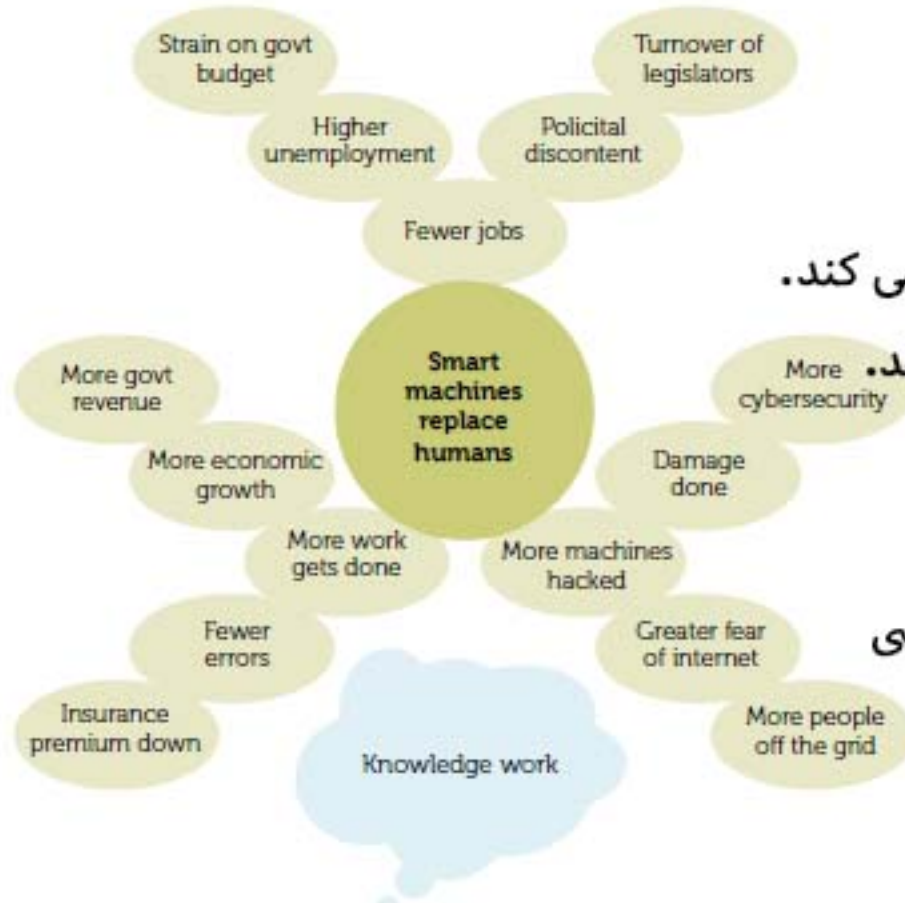 Strain on govt
budget
Turnover of
legislators
Higher
unemployment
Policital
discontent
Fewer jobs
ی کند.
Smart
machines
replace
humans
More govt
revenue
More
cybersecurity
د.
More economic
growth
Damage
done
More work
gets done
More machines
hacked
Fewer
errors
Greater fear
of internet
ی
Insurance
premium down
Knowledge work
More people
off the grid